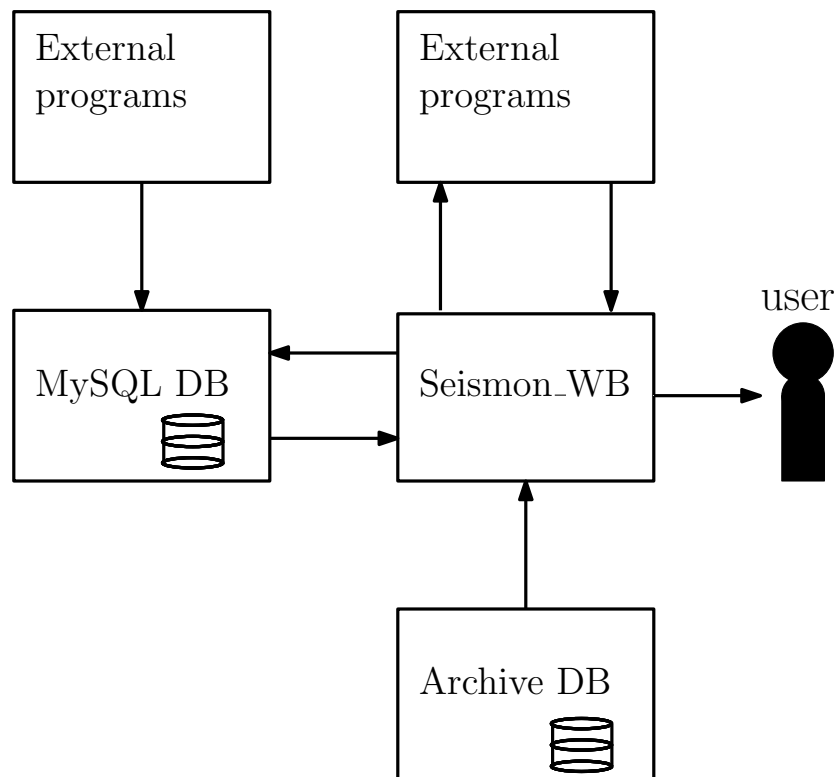 External
programs
External
programs
user
MySQL DB
Seismon_WB
Archive DB